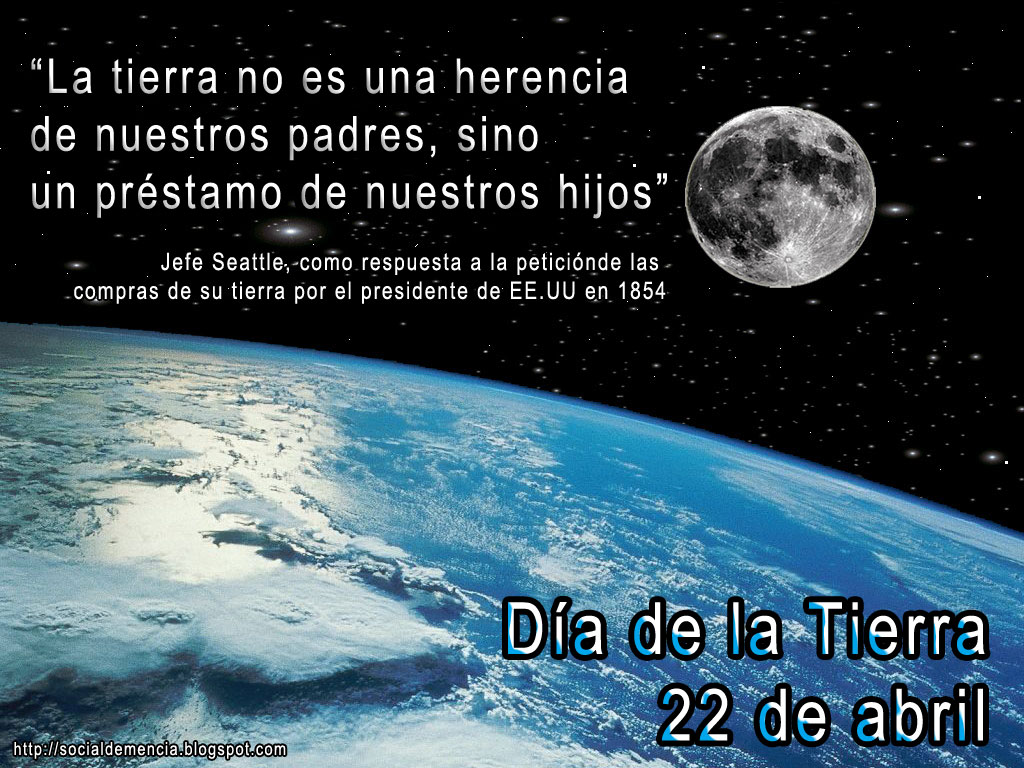 “La tierra no es una herencia
de nuestros padres, sino
un préstamo de nuestros hijos”
Jefe Seattle, como respuesta a la peticiónde las
compras de su tierra por el presidente de EE.UU en 1854
Día de la Tierra
22 de abril
http://socialdemencia.blogspot.com